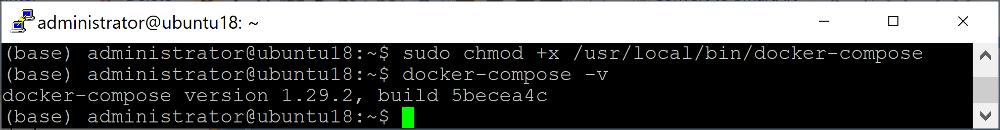 administrator@ubuntu18: ~
(base) administrator@ubuntu18:~$ sudo chmod +x /usr/local/bin/docker-compose
(base) administrator@ubuntu18:~$ docker-compose -v
docker-compose version 1.29.2, build 5becea4c
(base) administrator@ubuntu18:~$